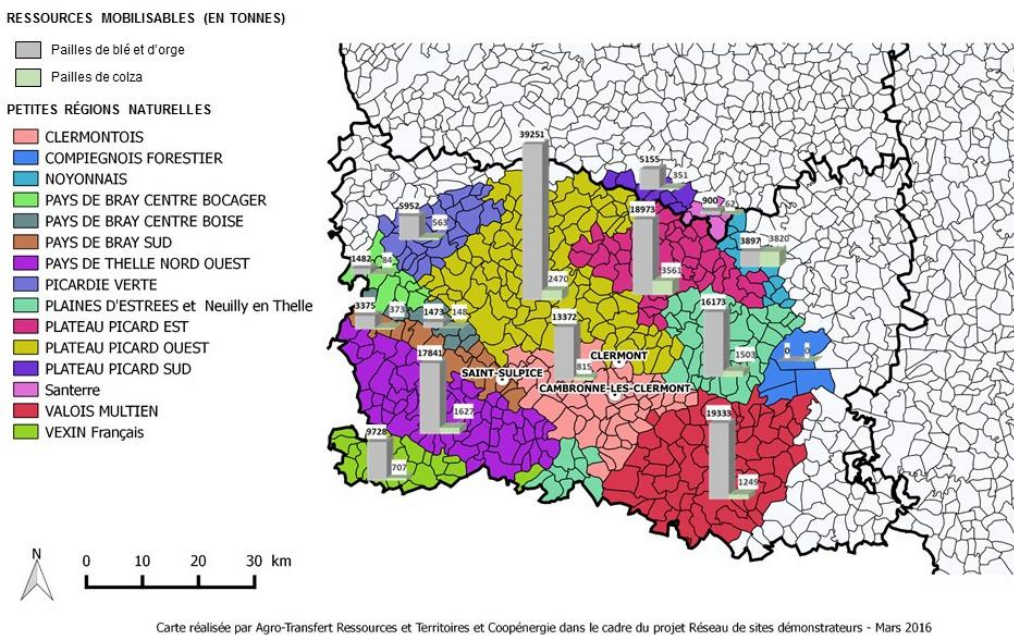 RESSOURCES MOBILISABLES (EN TONNES)
Pailles de blé et d'orge
Pailles de colza
PETITES RÉGIONS NATURELLES
CLERMONTOIS
COMPIEGNOIS FORESTIER
NOYONNAIS
PAYS DE BRAY CENTRE BOCAGER
PAYS DE BRAY CENTRE BOISE
PAYS DE BRAY SUD
PAYS DE THELLE NORD OUEST
PICARDIE VERTE
PLAINES D'ESTREES et Neuilly en Thelle
PLATEAU PICARD EST
PLATEAU PICARD OUEST
PLATEAU PICARD SUD
Santerre
VALOIS MULTIEN
VEXIN Français
39251
2470
5155
351
900
62
5952
563
18973
3561
3897
3820
1482
84
3375
373
1473
148
13372
815
16173
1503
0
0
17841
1627
CLERMONT
SAINT-SULPICE
CAMBRONNE-LES-CLERMONT
19333
1249
9728
707
N
0 10 20 30 km
Carte réalisée par Agro-Transfert Ressources et Territoires et Coopénergie dans le cadre du projet Réseau de sites démonstrateurs - Mars 2016